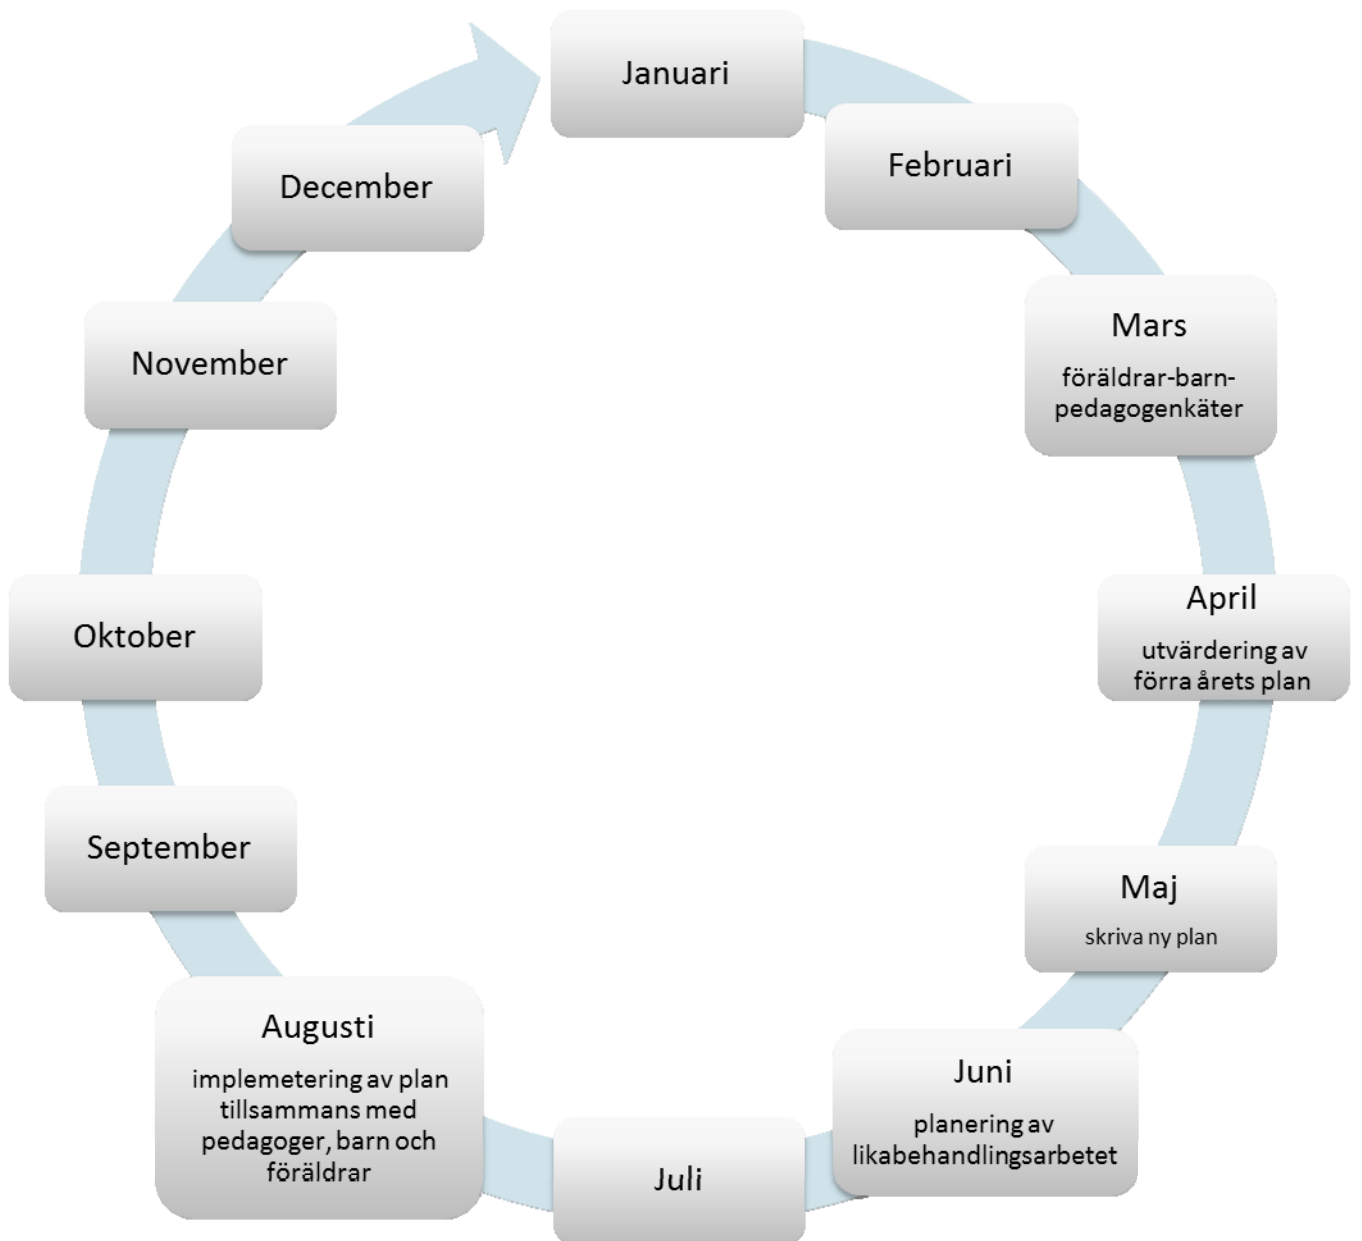 Januari
Februari
Mars
föräldrar-barn-
pedagogenkäter
April
utvärdering av
förra årets plan
Maj
skriva ny plan
Juni
planering av
likabehandlingsarbetet
Juli
Augusti
implemetering av plan
tillsammans med
pedagoger, barn och
föräldrar
September
Oktober
November
December